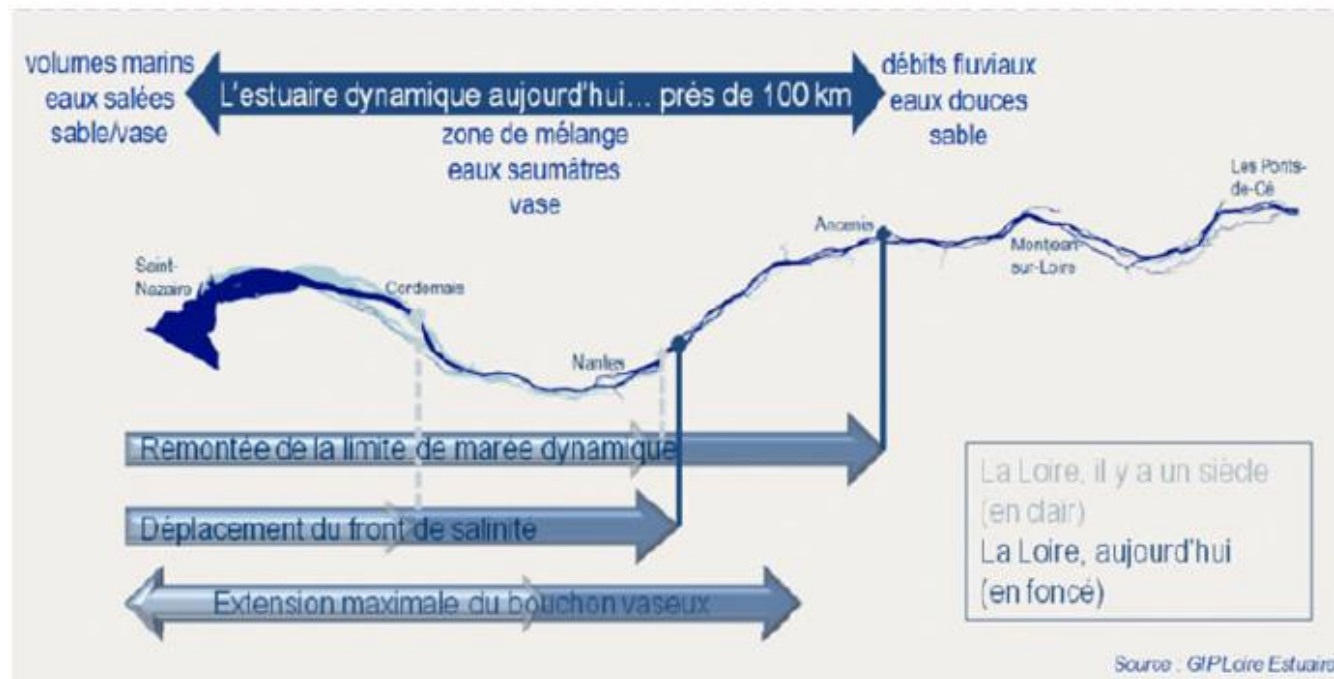 volumes marins
eaux salées
sable/vase
L'estuaire dynamique aujourd'hui... près de 100 km
zone de mélange
eaux saumâtres
vase
débits fluviaux
eaux douces
sable
Les Ponts-
de-Cé
Ancenis
Montjean-
sur-Loire
Saint-
Nazaire
Cordemais
Nantes
Remontée de la limite de marée dynamique
Déplacement du front de salinité
Extension maximale du bouchon vaseux
La Loire, il y a un siècle
(en clair)
La Loire, aujourd'hui
(en foncé)
Source : GIPLoire Estuaire